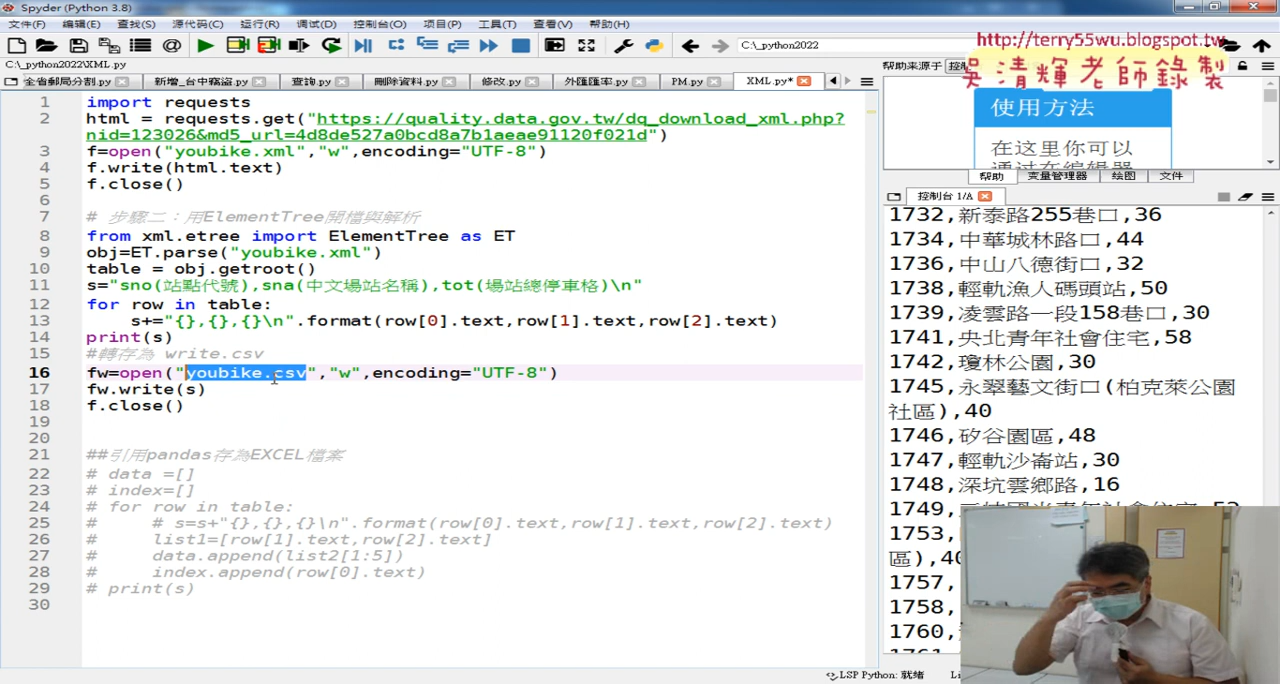 Spyder (Python 3.8)
文件(F) 编辑(E) 查找(S) 源代码(C) 运行(R) 调试(D) 控制台(O) 项目(P) 工具(T) 查看(V) 帮助(H)
C:\_python2022
http://terry55wu.blogspot.tw
吳清輝老師錄製
C:\_python2022\XML.py
全省郵局分割.py 新增_台中竊盜.py 查詢.py 刪除資料.py 修改.py 外匯匯率.py PM.py XML.py*
1 import requests
2 html = requests.get("https://quality.data.gov.tw/dq_download_xml.php?
nid=123026&md5_url=4d8de527a0bcd8a7b1aeae91120f021d")
3 f=open("youbike.xml","w",encoding="UTF-8")
4 f.write(html.text)
5 f.close()
6
7 # 步驟二：用ElementTree開檔與解析
8 from xml.etree import ElementTree as ET
9 obj=ET.parse("youbike.xml")
10 table = obj.getroot()
11 s="sno(站點代號),sna(中文場站名稱),tot(場站總停車格)\n"
12 for row in table:
13 s+="{},{},{}\n".format(row[0].text,row[1].text,row[2].text)
14 print(s)
15 #轉存為 write.csv
16 fw=open("youbike.csv","w",encoding="UTF-8")
17 fw.write(s)
18 f.close()
19
20
21 ##引用pandas存為EXCEL檔案
22 # data =[]
23 # index=[]
24 # for row in table:
25 # # s=s+"{},{},{}\n".format(row[0].text,row[1].text,row[2].text)
26 # list1=[row[1].text,row[2].text]
27 # data.append(list2[1:5])
28 # index.append(row[0].text)
29 # print(s)
30
帮助来源于
使用方法
在这里你可以
通过在编辑器
帮助 变量管理器 绘图 文件
控制台 1/A
1732,新泰路255巷口,36
1734,中華城林路口,44
1736,中山八德街口,32
1738,輕軌漁人碼頭站,50
1739,凌雲路一段158巷口,30
1741,央北青年社會住宅,58
1742,瓊林公園,30
1745,永翠藝文街口(柏克萊公園
社區),40
1746,矽谷園區,48
1747,輕軌沙崙站,30
1748,深坑雲鄉路,16
1749,
1753,
區),40
1757,
1758,
1760,
LSP Python: 就绪